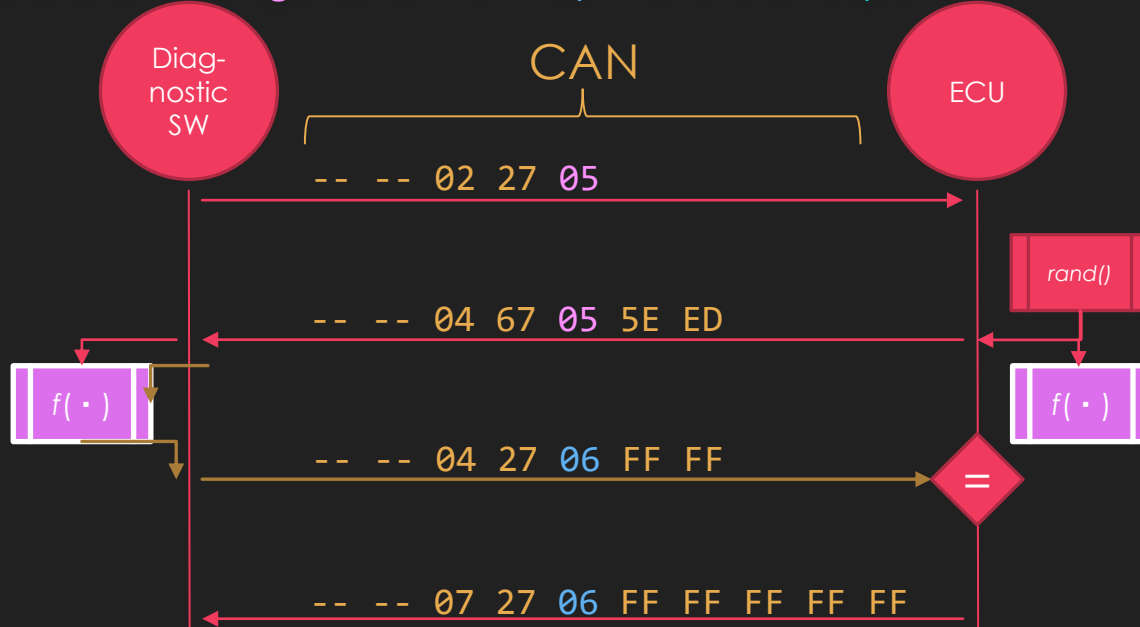 Diag-
nostic
SW
CAN
ECU
-- -- 02 27 05
rand()
-- -- 04 67 05 5E ED
f(·)
f(·)
-- -- 04 27 06 FF FF
=
-- -- 07 27 06 FF FF FF FF FF